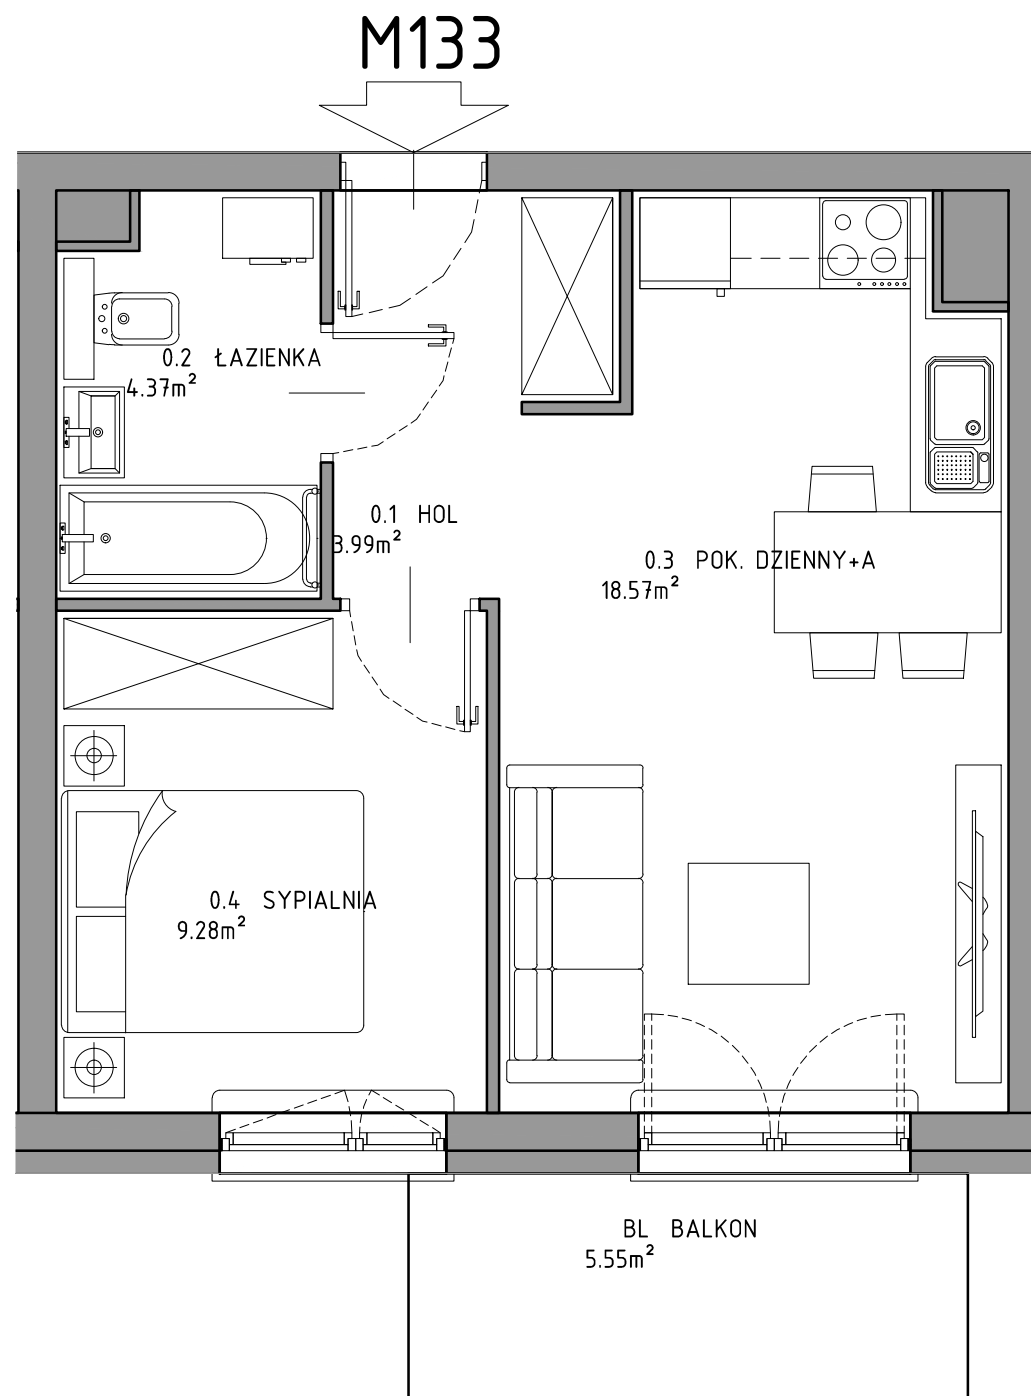 M133
0.2 ŁAZIENKA
4.37m²
0.1 HOL
3.99m²
0.3 POK. DZIENNY+A
18.57m²
0.4 SYPIALNIA
9.28m²
BL BALKON
5.55m²